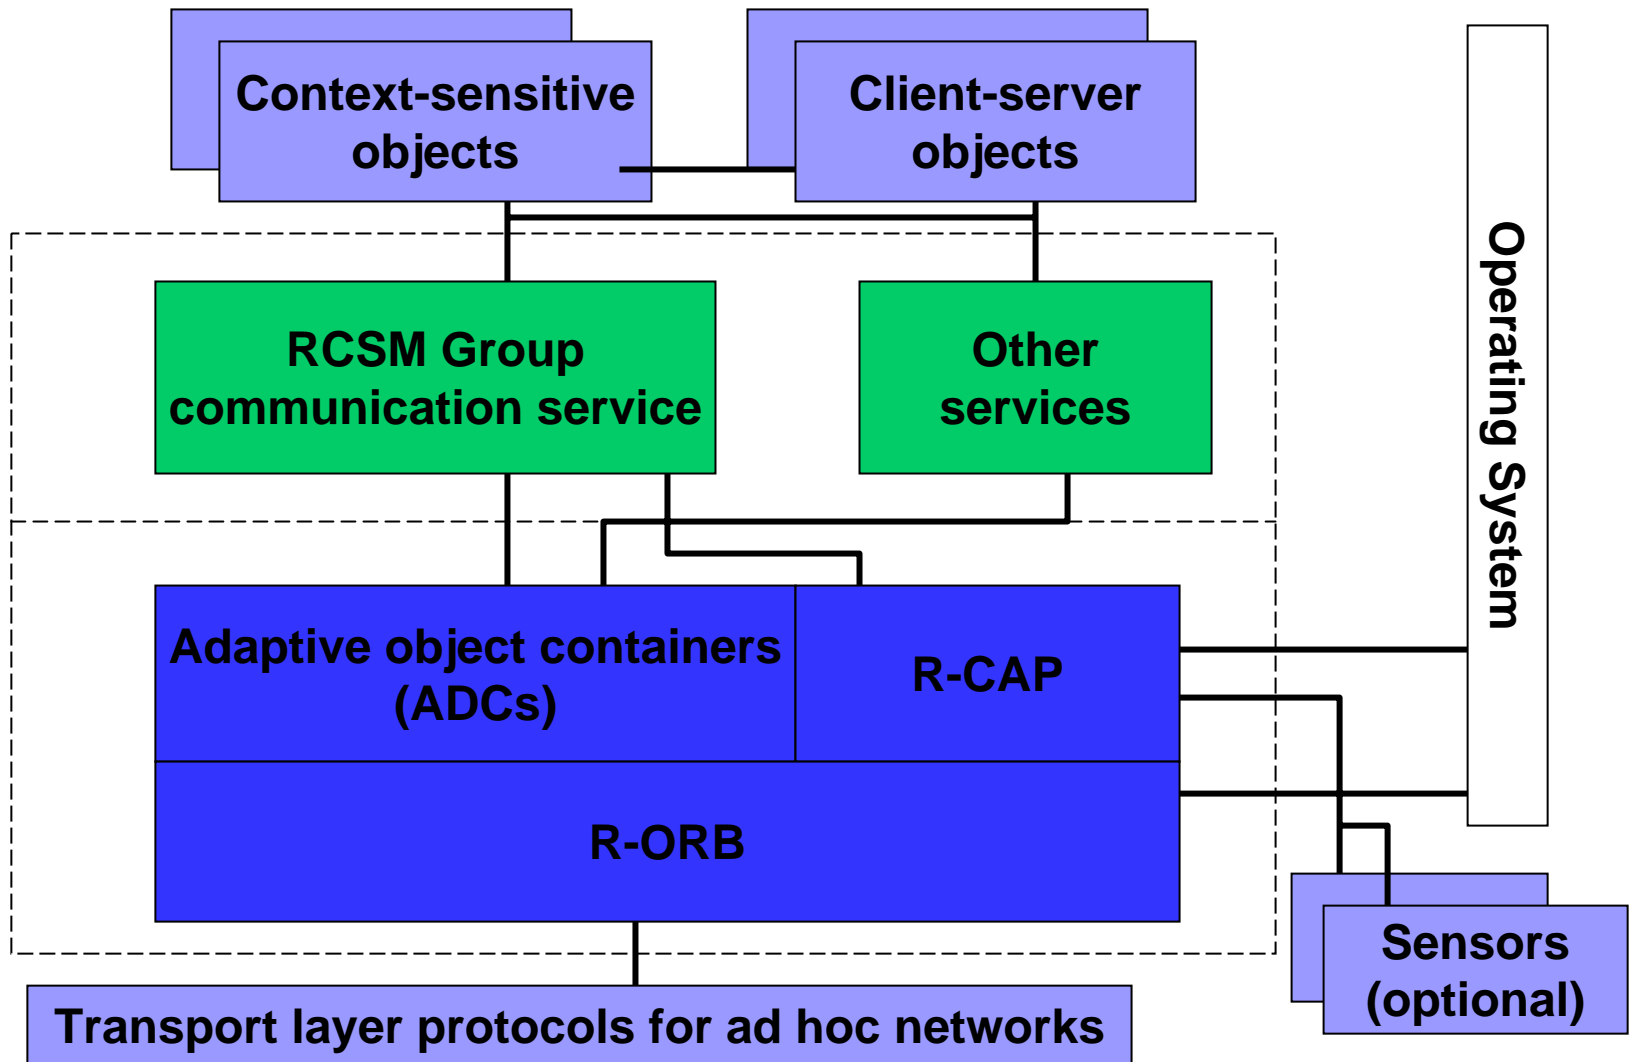 Context-sensitive
objects
Client-server
objects
Operating System
RCSM Group
communication service
Other
services
Adaptive object containers
(ADCs)
R-CAP
R-ORB
Sensors
(optional)
Transport layer protocols for ad hoc networks